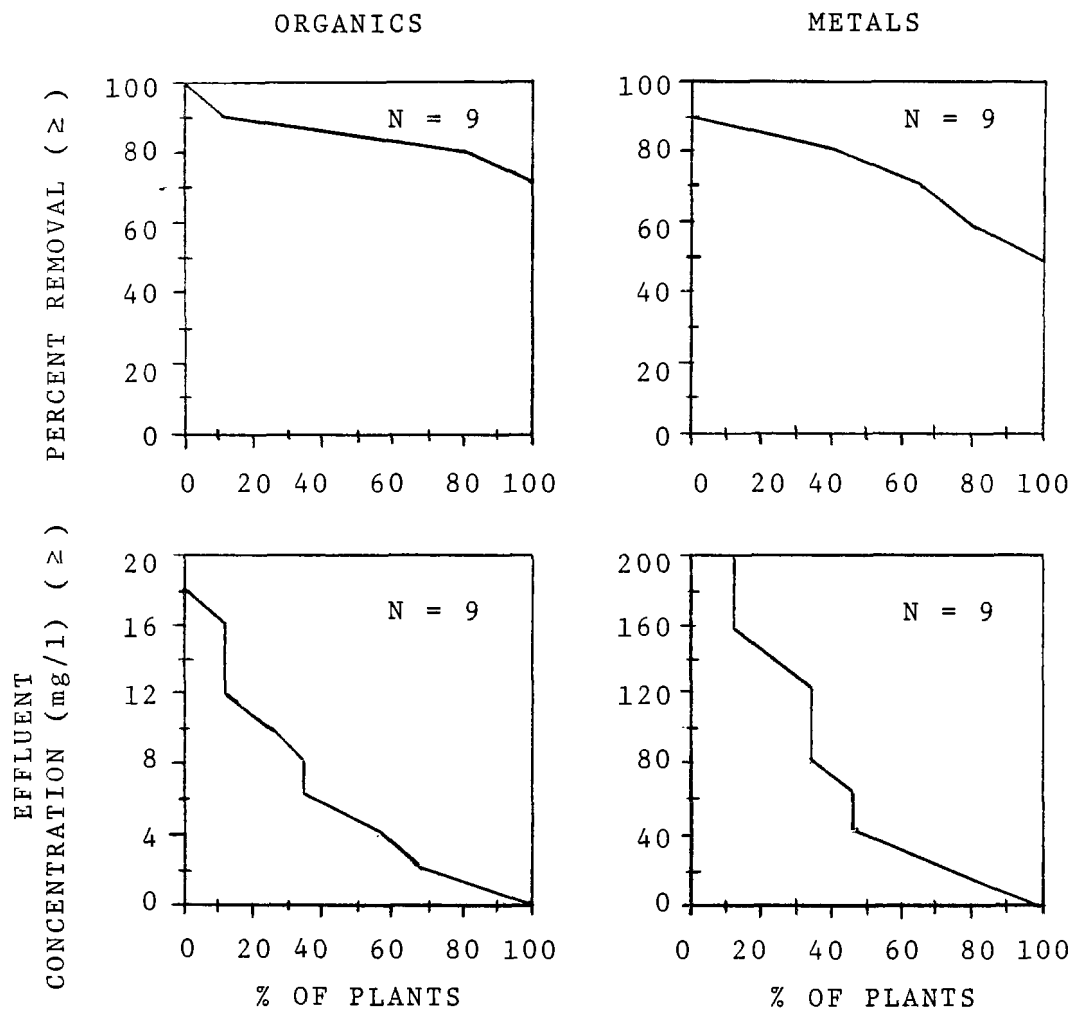 ORGANICS
METALS
PERCENT REMOVAL (≥)
100
80
60
40
20
0
N = 9
0 20 40 60 80 100
100
80
60
40
20
0
N = 9
0 20 40 60 80 100
EFFLUENT
CONCENTRATION (mg/l) (≥)
20
16
12
8
4
0
N = 9
0 20 40 60 80 100
% OF PLANTS
200
160
120
80
40
0
N = 9
0 20 40 60 80 100
% OF PLANTS